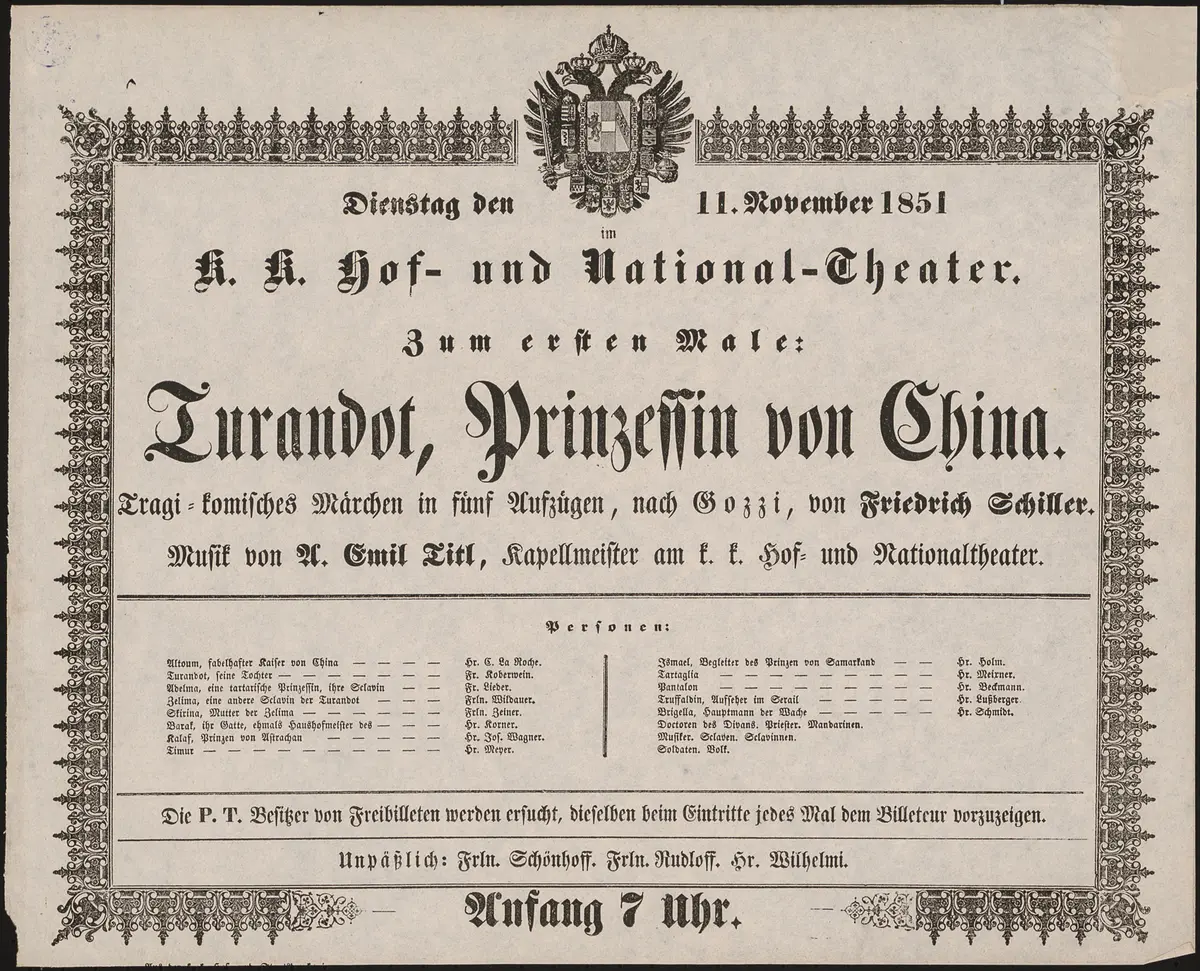 Dienstag den 11. November 1851
im
K. K. Hof- und National-Theater.
Zum ersten Male:
Turandot, Prinzessin von China.
Tragi-komisches Märchen in fünf Aufzügen, nach Gozzi, von Friedrich Schiller.
Musik von A. Emil Titl, Kapellmeister am k. k. Hof- und Nationaltheater.
Personen:
Altoum, fabelhafter Kaiser von China — — — — Hr. C. La Roche.
Turandot, seine Tochter — — — — — — — Fr. Koberwein.
Adelma, eine tartarische Prinzessin, ihre Sclavin — — Fr. Lieder.
Zelima, eine andere Sclavin der Turandot — — — Frln. Wildauer.
Skirina, Mutter der Zelima — — — — — — Frln. Zeiner.
Barak, ihr Gatte, ehmals Haushofmeister des — — — Hr. Korner.
Kalaf, Prinzen von Astrachan — — — — — Hr. Jos. Wagner.
Timur — — — — — — — — — — Hr. Meyer.
Ismael, Begleiter des Prinzen von Samarkand — — Hr. Holm.
Tartaglia — — — — — — — — — Hr. Meixner.
Pantalon — — — — — — — — — Hr. Beckmann.
Truffaldin, Aufseher im Serail — — — — — Hr. Lußberger
Brigella, Hauptmann der Wache — — — — — Hr. Schmidt.
Doctoren des Divans. Priester. Mandarinen.
Musiker. Sclaven. Sclavinnen.
Soldaten. Volk.
Die P. T. Besitzer von Freibilleten werden ersucht, dieselben beim Eintritte jedes Mal dem Billeteur vorzuzeigen.
Unpäßlich: Frln. Schönhoff. Frln. Rudloff. Hr. Wilhelmi.
Anfang 7 Uhr.